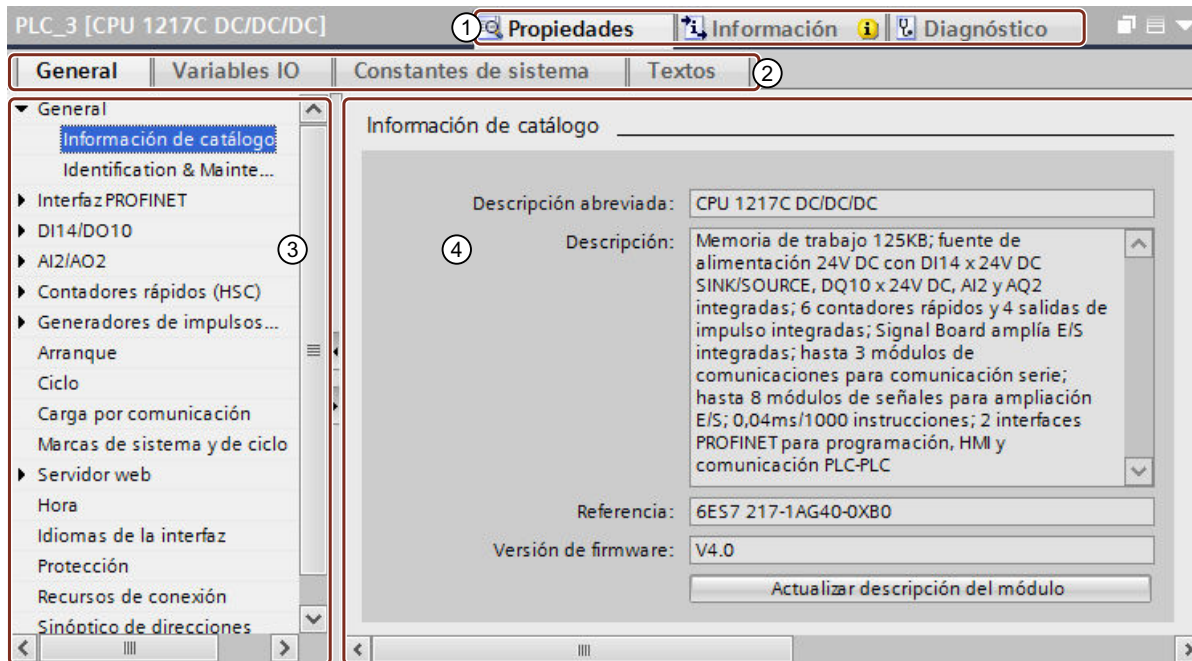 PLC_3 [CPU 1217C DC/DC/DC]
1 Propiedades Información Diagnóstico
General Variables IO Constantes de sistema Textos 2
General
Información de catálogo
Identification & Mainte...
Interfaz PROFINET
DI14/DO10
AI2/AO2
Contadores rápidos (HSC)
Generadores de impulsos...
Arranque
Ciclo
Carga por comunicación
Marcas de sistema y de ciclo
Servidor web
Hora
Idiomas de la interfaz
Protección
Recursos de conexión
Sinóptico de direcciones
3
Información de catálogo
4
Descripción abreviada: CPU 1217C DC/DC/DC
Descripción: Memoria de trabajo 125KB; fuente de
alimentación 24V DC con DI14 x 24V DC
SINK/SOURCE, DQ10 x 24V DC, AI2 y AQ2
integradas; 6 contadores rápidos y 4 salidas de
impulso integradas; Signal Board amplía E/S
integradas; hasta 3 módulos de
comunicaciones para comunicación serie;
hasta 8 módulos de señales para ampliación
E/S; 0,04ms/1000 instrucciones; 2 interfaces
PROFINET para programación, HMI y
comunicación PLC-PLC
Referencia: 6ES7 217-1AG40-0XB0
Versión de firmware: V4.0
Actualizar descripción del módulo